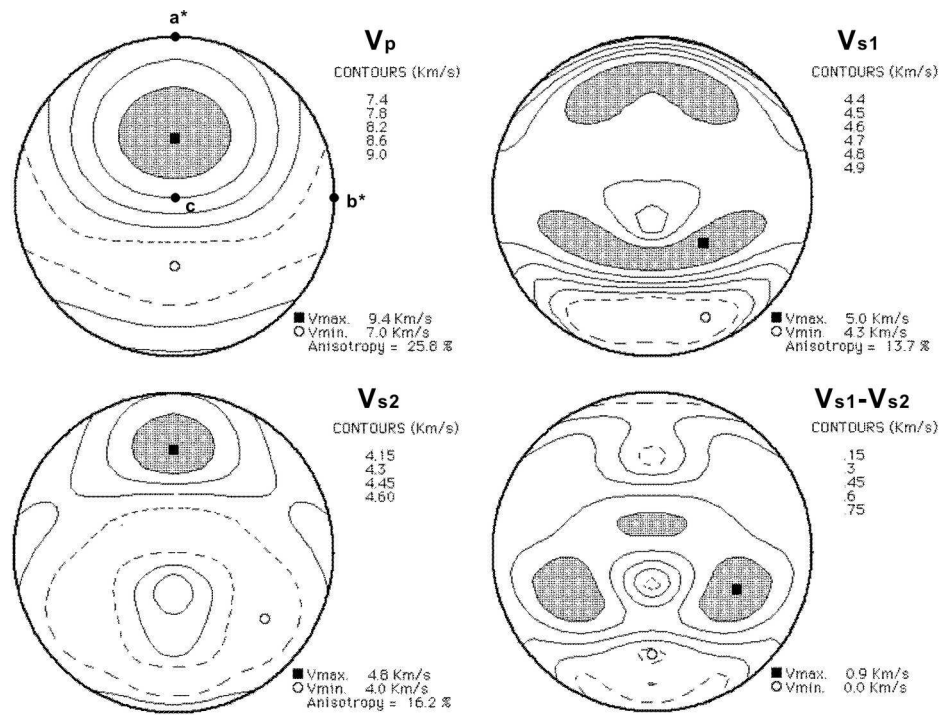 a*
Vp
CONTOURS (Km/s)
7.4
7.8
8.2
8.6
9.0
c
b*
■ Vmax. 9.4 Km/s
○ Vmin. 7.0 Km/s
Anisotropy = 25.8 %
Vs1
CONTOURS (Km/s)
4.4
4.5
4.6
4.7
4.8
4.9
■ Vmax. 5.0 Km/s
○ Vmin. 4.3 Km/s
Anisotropy = 13.7 %
Vs2
CONTOURS (Km/s)
4.15
4.3
4.45
4.60
■ Vmax. 4.8 Km/s
○ Vmin. 4.0 Km/s
Anisotropy = 16.2 %
Vs1-Vs2
CONTOURS (Km/s)
.15
.3
.45
.6
.75
■ Vmax. 0.9 Km/s
○ Vmin. 0.0 Km/s